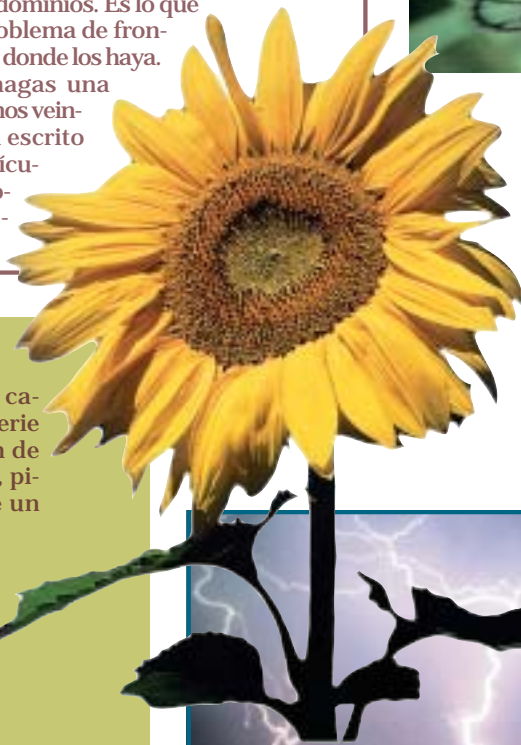 dominios. Es lo que
oblema de fron-
donde los haya.
hagas una
nos vein-
escrito
ícu-
o-
-
ca-
erie
n de
, pi-
e un